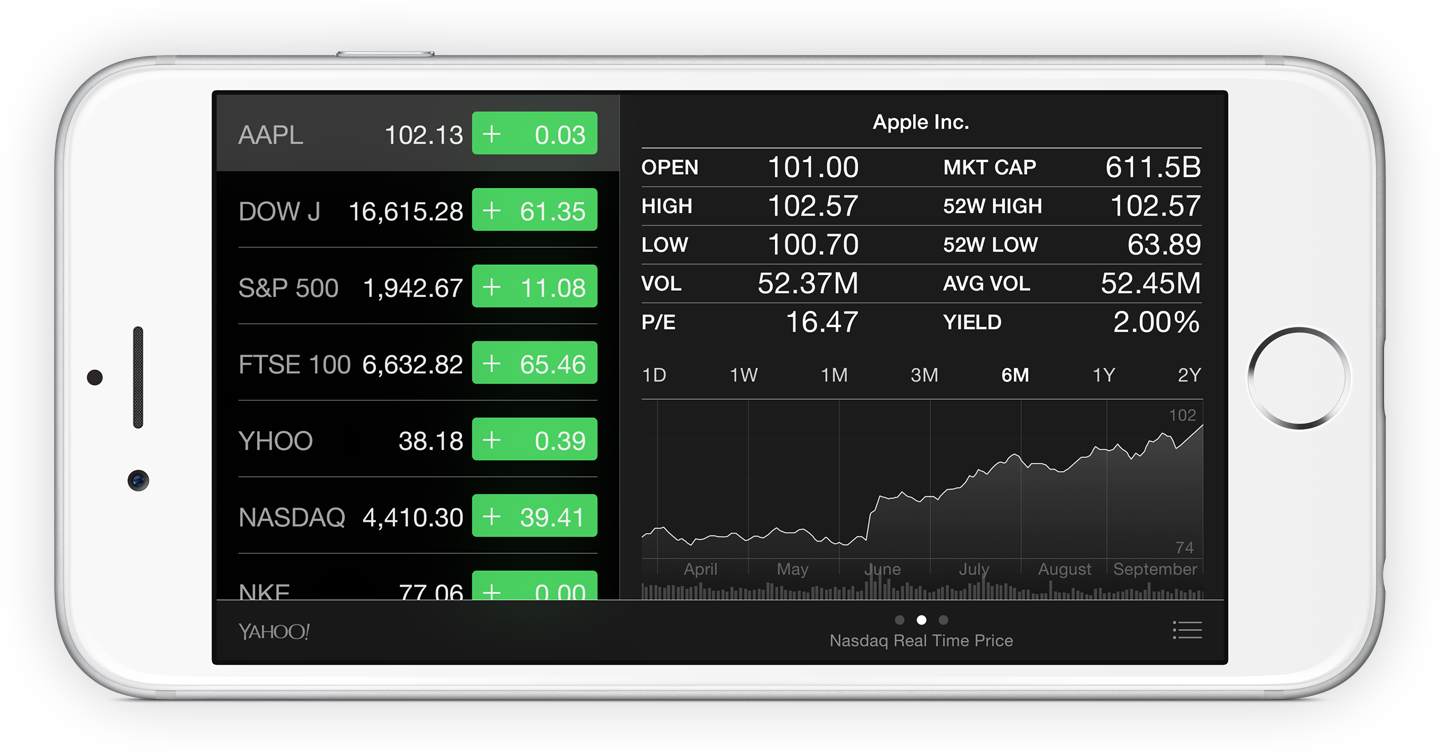 AAPL 102.13 + 0.03
DOW J 16,615.28 + 61.35
S&P 500 1,942.67 + 11.08
FTSE 100 6,632.82 + 65.46
YHOO 38.18 + 0.39
NASDAQ 4,410.30 + 39.41
NKE 77.06 + 0.00
YAHOO!
Apple Inc.
OPEN 101.00 MKT CAP 611.5B
HIGH 102.57 52W HIGH 102.57
LOW 100.70 52W LOW 63.89
VOL 52.37M AVG VOL 52.45M
P/E 16.47 YIELD 2.00%
1D 1W 1M 3M 6M 1Y 2Y
102
74
April May June July August September
Nasdaq Real Time Price